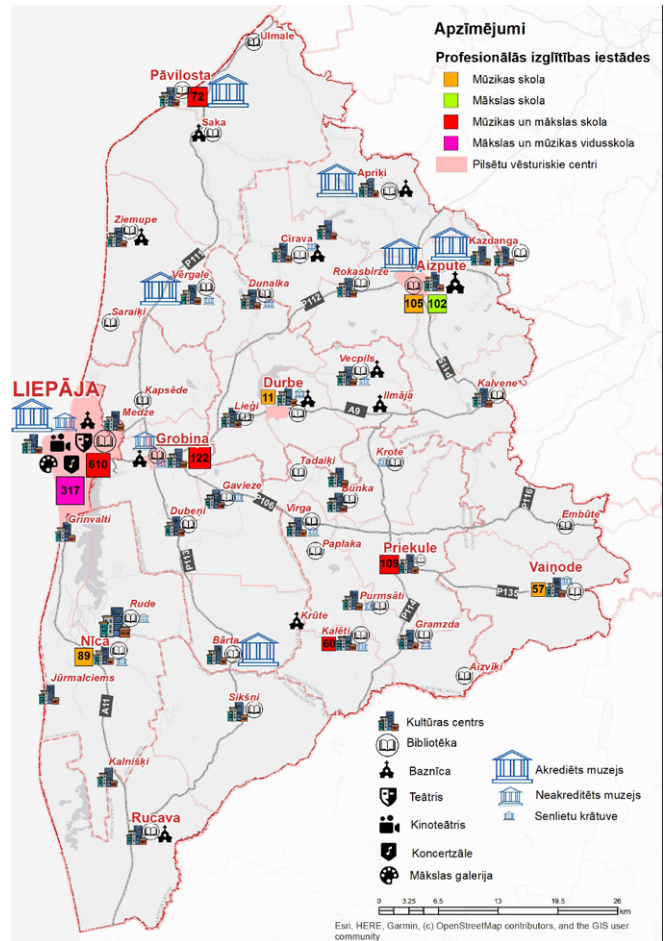 Apzīmējumi
Profesionālās izglītības iestādes
Mūzikas skola
Mākslas skola
Mūzikas un mākslas skola
Mākslas un mūzikas vidusskola
Pilsētu vēsturiskie centri
Ulmale
Pāvilosta
72
Saka
Apriķi
Ziemupe
Cīrava
Kazdanga
P111
Vērgale
Dunalka
Rokasbirze
Aizpute
105
102
P112
Saraiķi
P115
Vecpils
LIEPĀJA
Kapsēde
Durbe
11
Ilmāja
Kalvene
Medze
Lieģi
A9
Grobiņa
122
610
317
Tadaiķi
Krote
Gavieze
Bunka
P106
P116
Grīnvalti
Dubeņi
Virga
Embūte
Paplaka
Priekule
109
P113
Vaiņode
57
P135
Rude
Purmsāti
P114
Krūte
Nīca
89
Bārta
Kalēti
60
Gramzda
Jūrmalciems
Aizvīķi
A11
Sikšņi
Kalnišķi
Rucava
Kultūras centrs
Bibliotēka
Baznīca
Teātris
Kinoteātris
Koncertzāle
Mākslas galerija
Akrediēts muzejs
Neakreditēts muzejs
Senlietu krātuve
0 3.25 6.5 13 19.5 26
km
Esri, HERE, Garmin, (c) OpenStreetMap contributors, and the GIS user
community